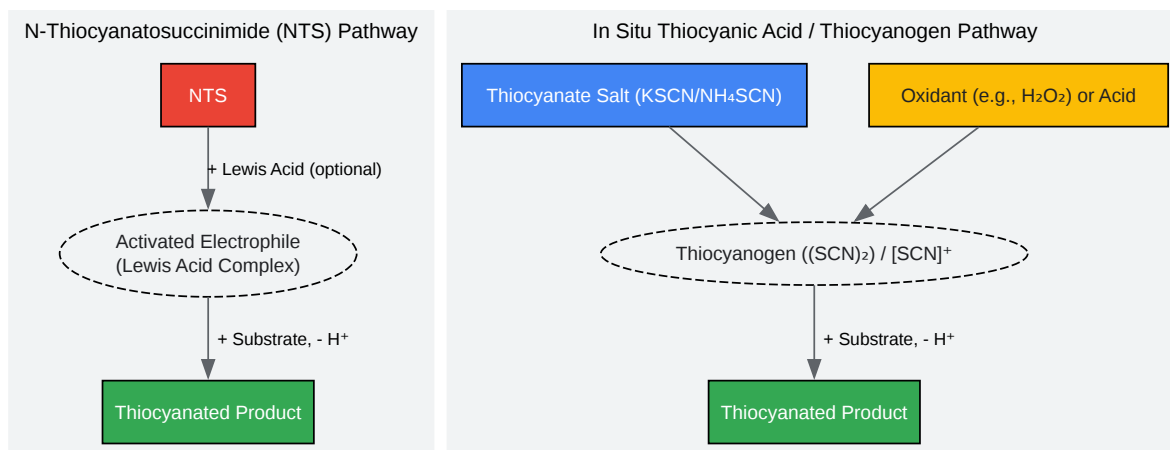 N-Thiocyanatosuccinimide (NTS) Pathway
NTS
+ Lewis Acid (optional)
Activated Electrophile
(Lewis Acid Complex)
+ Substrate, - H⁺
Thiocyanated Product
In Situ Thiocyanic Acid / Thiocyanogen Pathway
Thiocyanate Salt (KSCN/NH₄SCN)
Oxidant (e.g., H₂O₂) or Acid
Thiocyanogen ((SCN)₂) / [SCN]⁺
+ Substrate, - H⁺
Thiocyanated Product